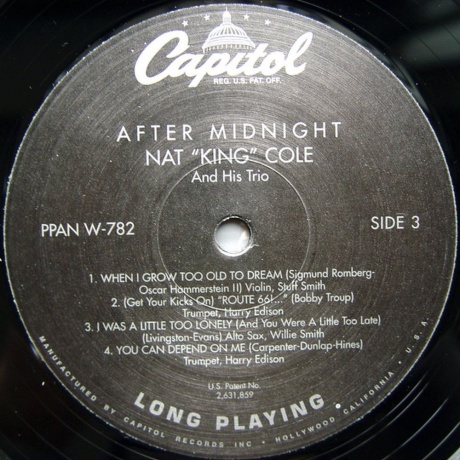 Capitol
REG. U.S. PAT. OFF.
AFTER MIDNIGHT
NAT "KING" COLE
And His Trio
PPAN W-782
SIDE 3
1. WHEN I GROW TOO OLD TO DREAM (Sigmund Romberg-
Oscar Hammerstein II) Violin, Stuff Smith
2. (Get Your Kicks On) "ROUTE 66!..." (Bobby Troup)
Trumpet, Harry Edison
3. I WAS A LITTLE TOO LONELY (And You Were A Little Too Late)
(Livingston-Evans) Alto Sax, Willie Smith
4. YOU CAN DEPEND ON ME (Carpenter-Dunlap-Hines)
Trumpet, Harry Edison
U.S. Patent No.
2,631,859
LONG PLAYING
MANUFACTURED BY CAPITOL RECORDS INC • HOLLYWOOD CALIFORNIA • U.S.A.